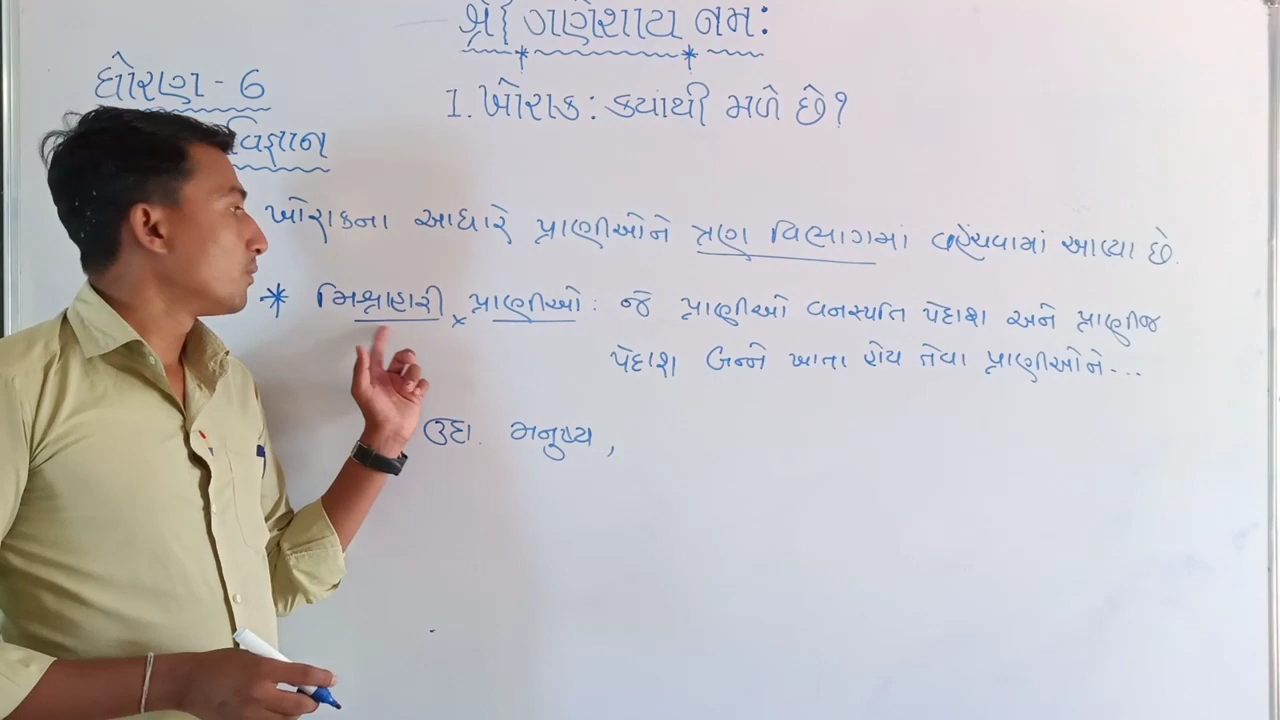 શ્રી ગણેશાય નમ:
ધોરણ - 6
વિજ્ઞાન
1. ખોરાક : ક્યાંથી મળે છે?
ખોરાકના આધારે પ્રાણીઓને ત્રણ વિભાગમાં વહેંચવામાં આવ્યા છે.
* મિશ્રાહારી પ્રાણીઓ : જે પ્રાણીઓ વનસ્પતિ પેદાશ અને પ્રાણીજ
પેદાશ બન્ને ખાતા હોય તેવા પ્રાણીઓને...
ઉદા. મનુષ્ય,